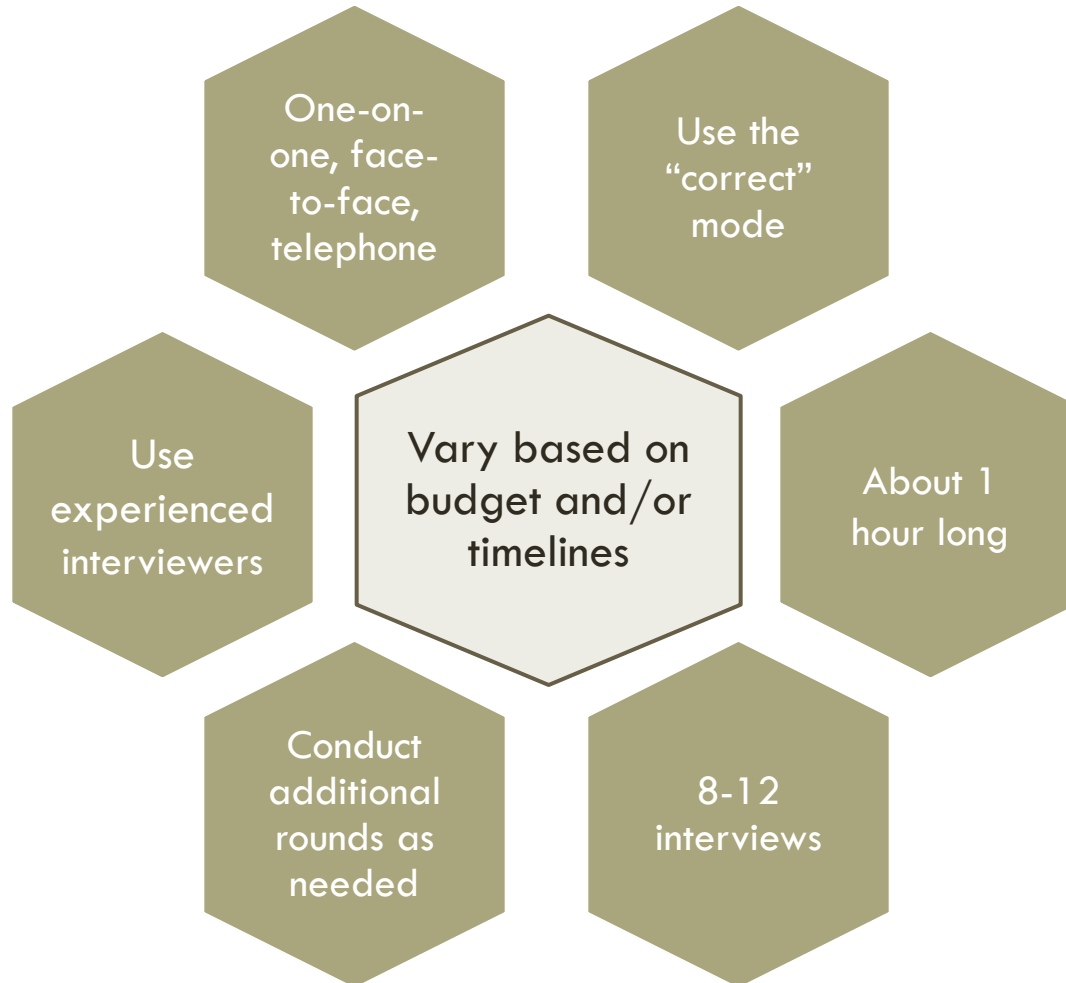 One-on-
one, face-
to-face,
telephone
Use the
“correct”
mode
Use
experienced
interviewers
Vary based on
budget and/or
timelines
About 1
hour long
Conduct
additional
rounds as
needed
8-12
interviews